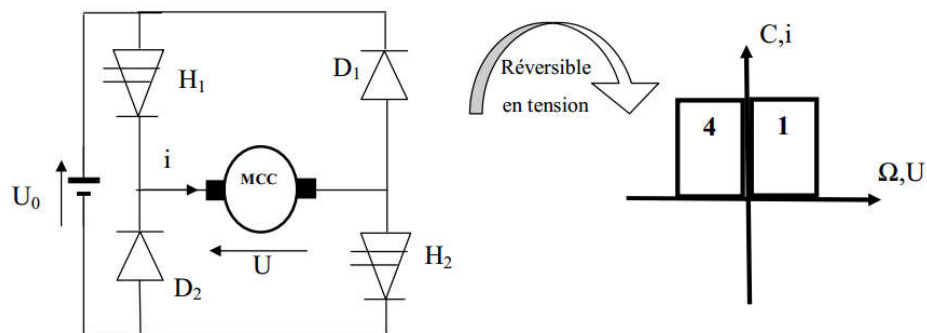 H₁
D₁
i
MCC
U₀
U
D₂
H₂
Réversible
en tension
C,i
4
1
Ω,U